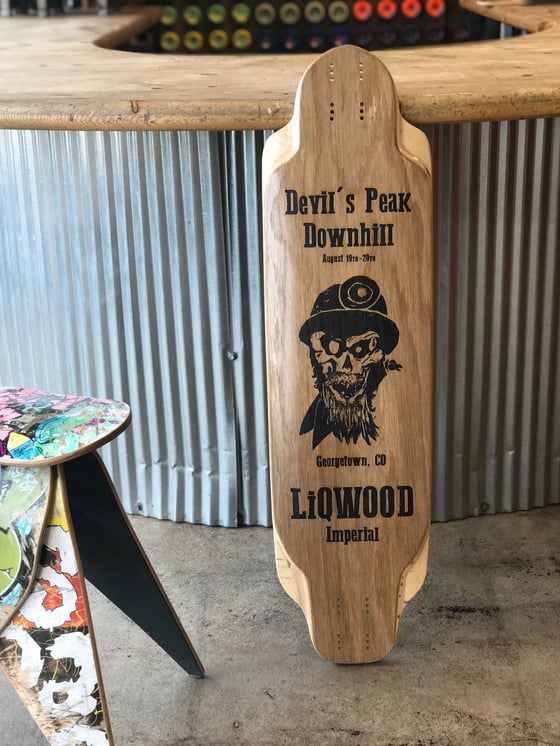 Devil´s Peak
Downhill
August 19th-20th
Georgetown, CO
LiQWOOD
Imperial